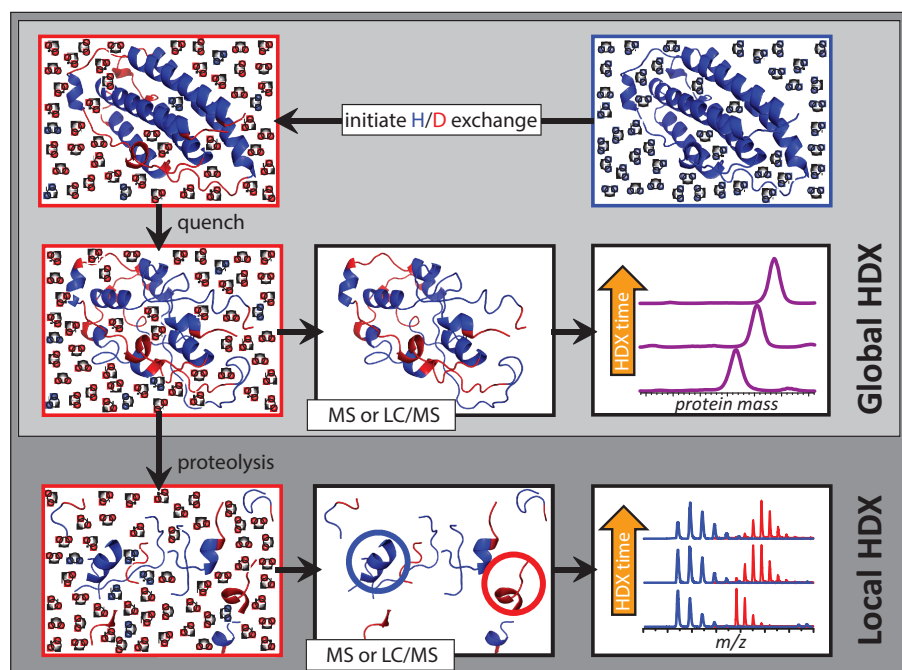 initiate H/D exchange
quench
HDX time
protein mass
MS or LC/MS
Global HDX
proteolysis
HDX time
m/z
MS or LC/MS
Local HDX